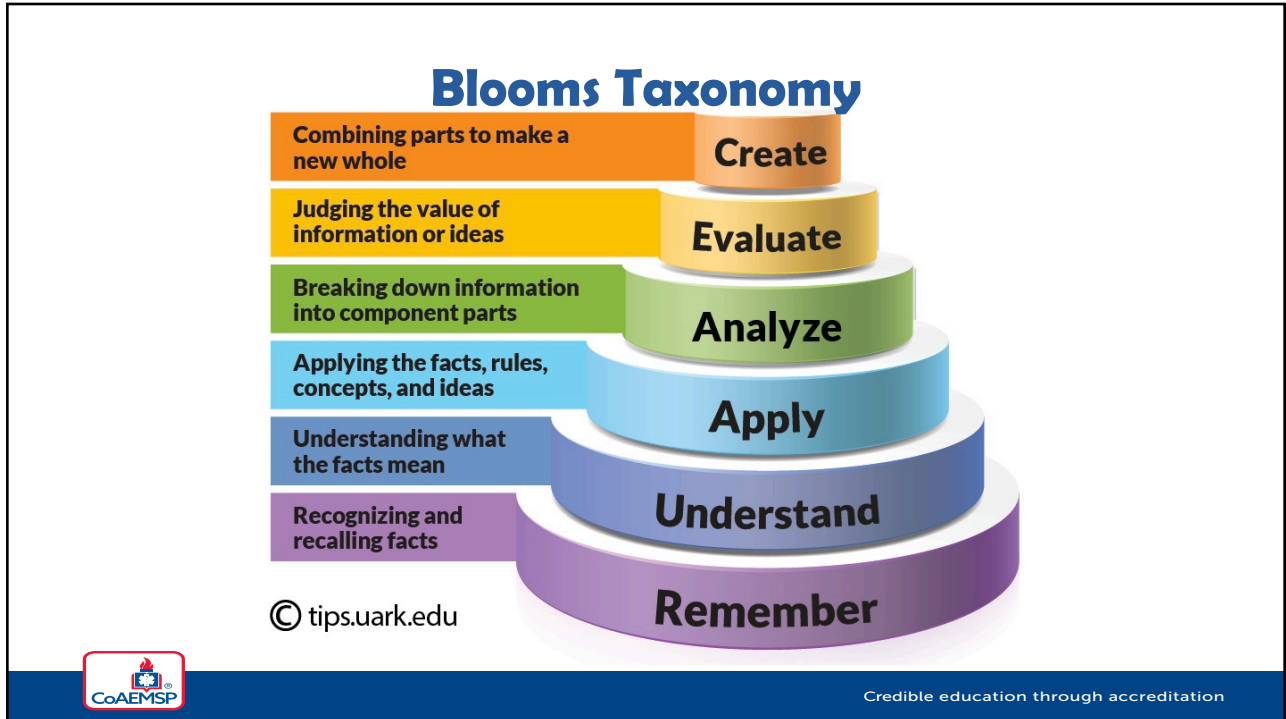 Blooms Taxonomy
Combining parts to make a
new whole
Create
Judging the value of
information or ideas
Evaluate
Breaking down information
into component parts
Analyze
Applying the facts, rules,
concepts, and ideas
Apply
Understanding what
the facts mean
Understand
Recognizing and
recalling facts
Remember
© tips.uark.edu
CoAEMSP®
Credible education through accreditation